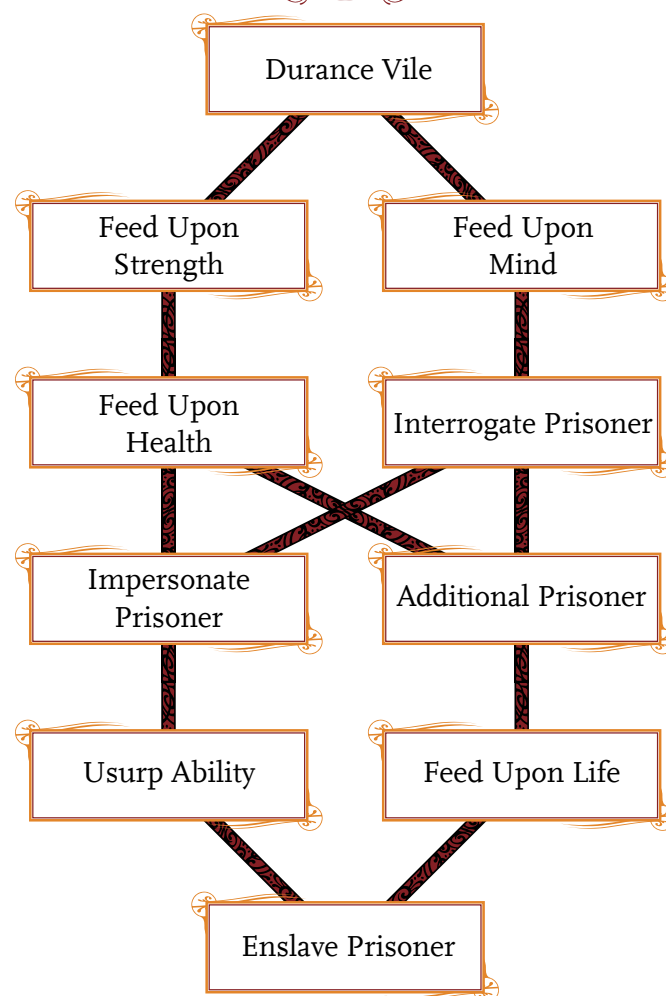 Durance Vile
Feed Upon
Strength
Feed Upon
Mind
Feed Upon
Health
Interrogate Prisoner
Impersonate
Prisoner
Additional Prisoner
Usurp Ability
Feed Upon Life
Enslave Prisoner